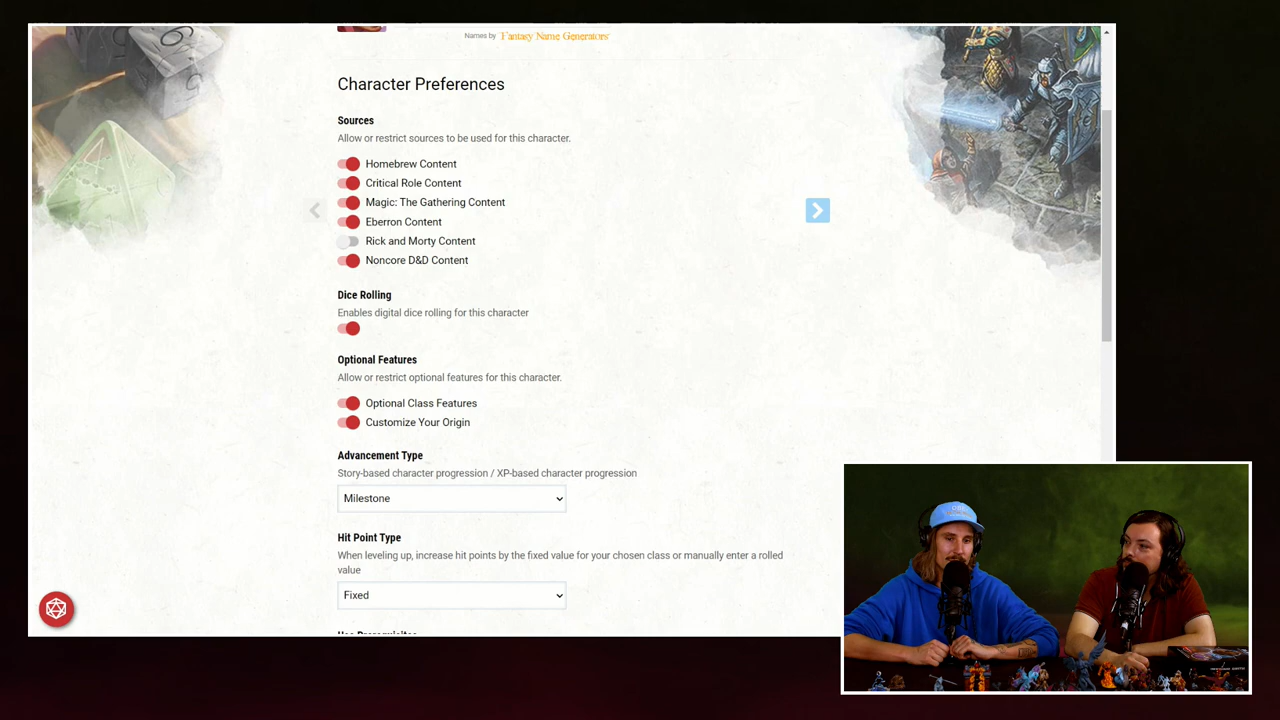 Names by Fantasy Name Generators
Character Preferences
Sources
Allow or restrict sources to be used for this character.
Homebrew Content
Critical Role Content
Magic: The Gathering Content
Eberron Content
Rick and Morty Content
Noncore D&D Content
Dice Rolling
Enables digital dice rolling for this character
Optional Features
Allow or restrict optional features for this character.
Optional Class Features
Customize Your Origin
Advancement Type
Story-based character progression / XP-based character progression
Milestone
Hit Point Type
When leveling up, increase hit points by the fixed value for your chosen class or manually enter a rolled
value
Fixed